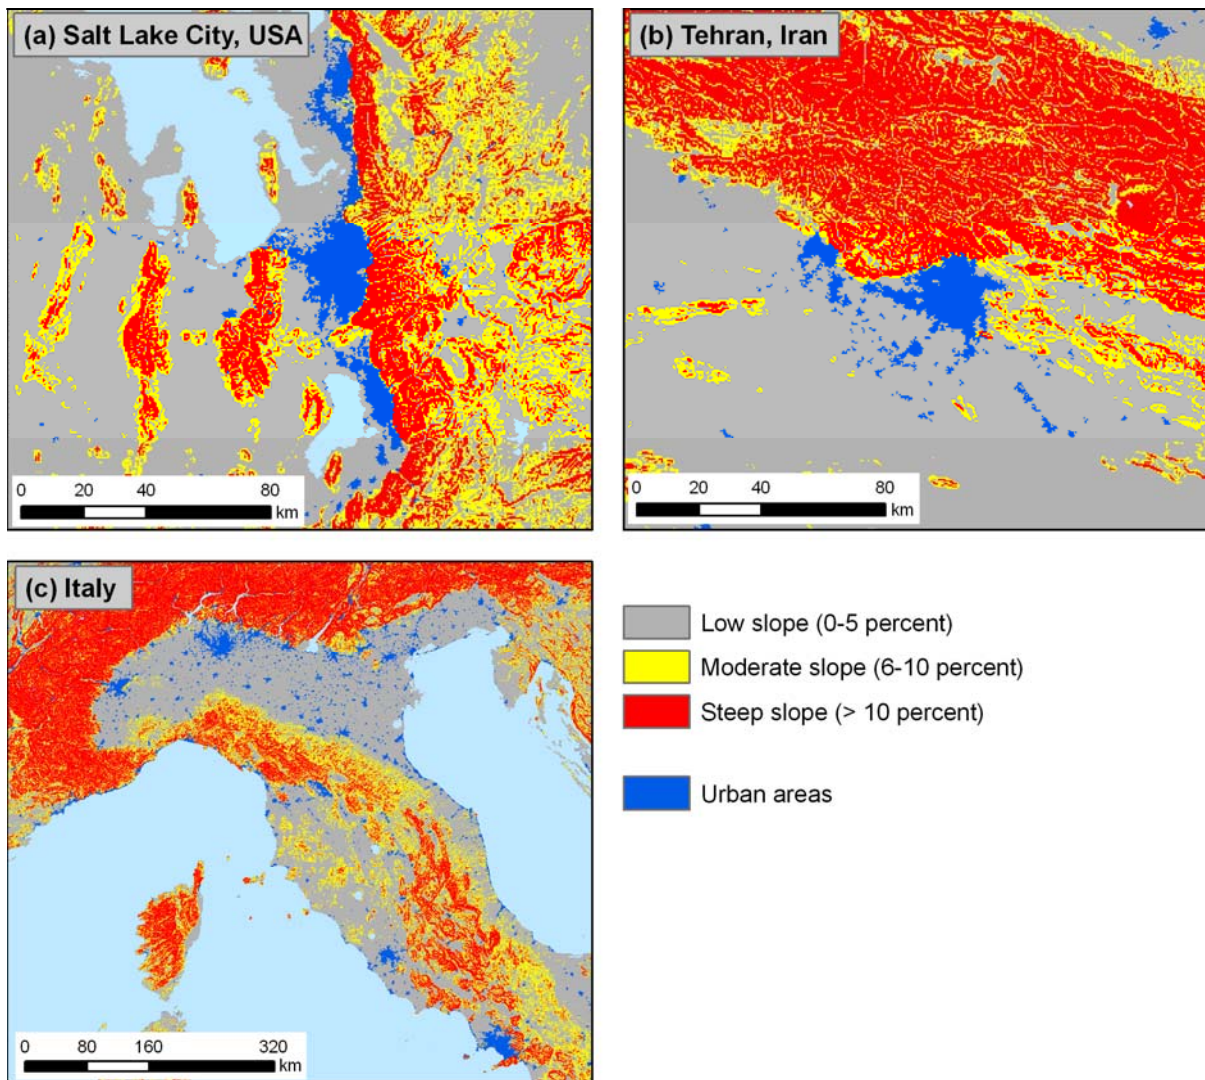 (a) Salt Lake City, USA
0 20 40 80
km
(b) Tehran, Iran
0 20 40 80
km
(c) Italy
0 80 160 320
km
Low slope (0-5 percent)
Moderate slope (6-10 percent)
Steep slope (> 10 percent)
Urban areas